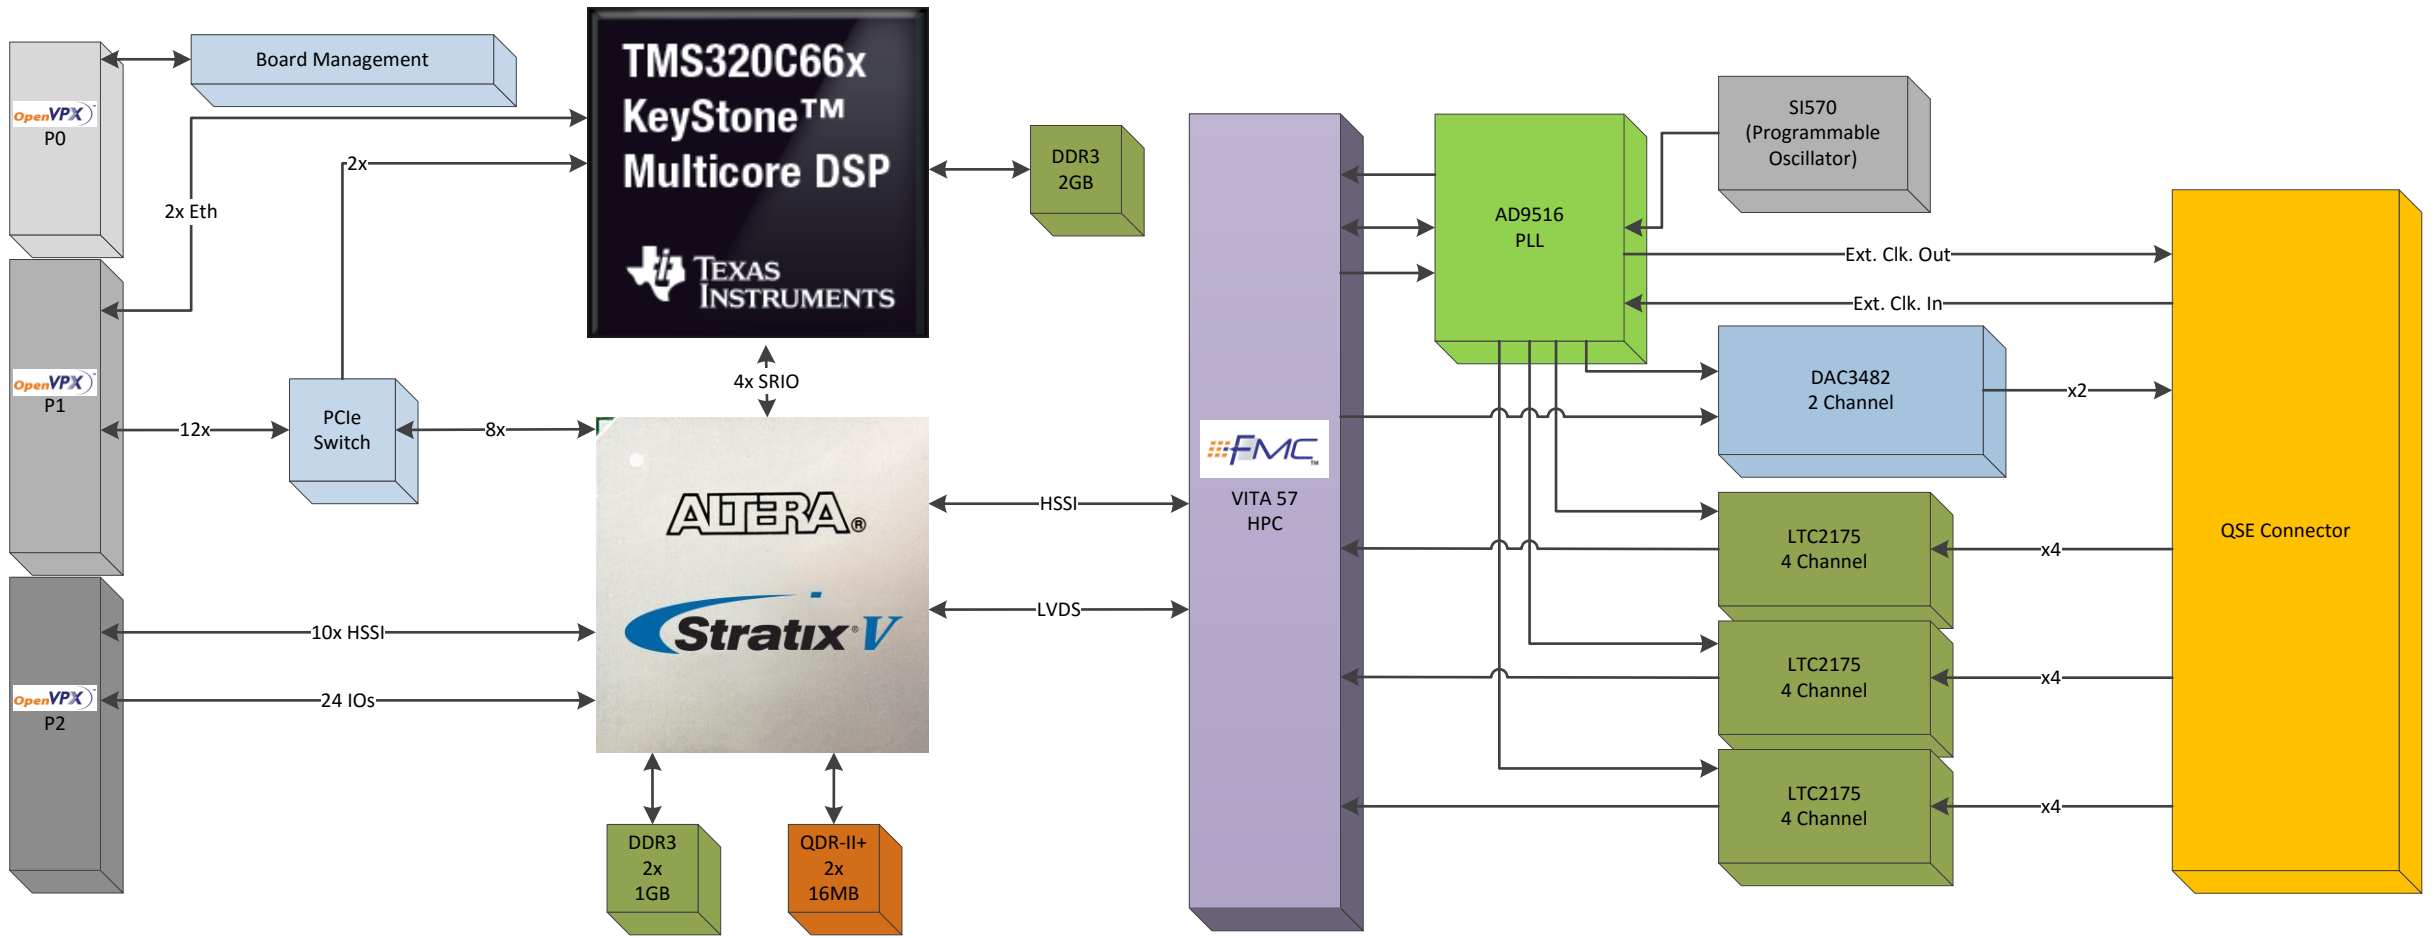 Board Management
OpenVPX™
P0
2x Eth
2x
OpenVPX™
P1
12x
PCIe
Switch
8x
OpenVPX™
P2
10x HSSI
24 IOs
TMS320C66x
KeyStone™
Multicore DSP
TEXAS
INSTRUMENTS
DDR3
2GB
4x SRIO
ALTERA®
Stratix® V
DDR3
2x
1GB
QDR-II+
2x
16MB
HSSI
LVDS
FMC™
VITA 57
HPC
AD9516
PLL
SI570
(Programmable
Oscillator)
Ext. Clk. Out
Ext. Clk. In
DAC3482
2 Channel
x2
LTC2175
4 Channel
x4
LTC2175
4 Channel
x4
LTC2175
4 Channel
x4
QSE Connector